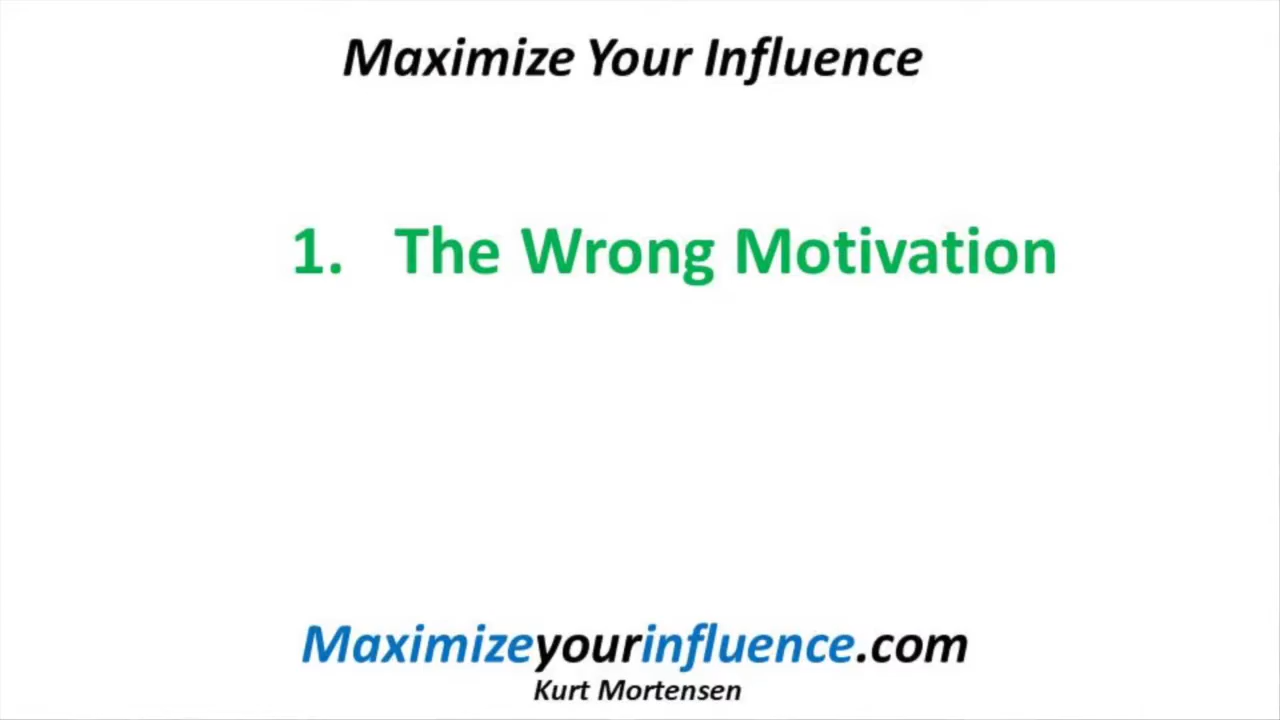 Maximize Your Influence
1. The Wrong Motivation
Maximizeyourinfluence.com
Kurt Mortensen